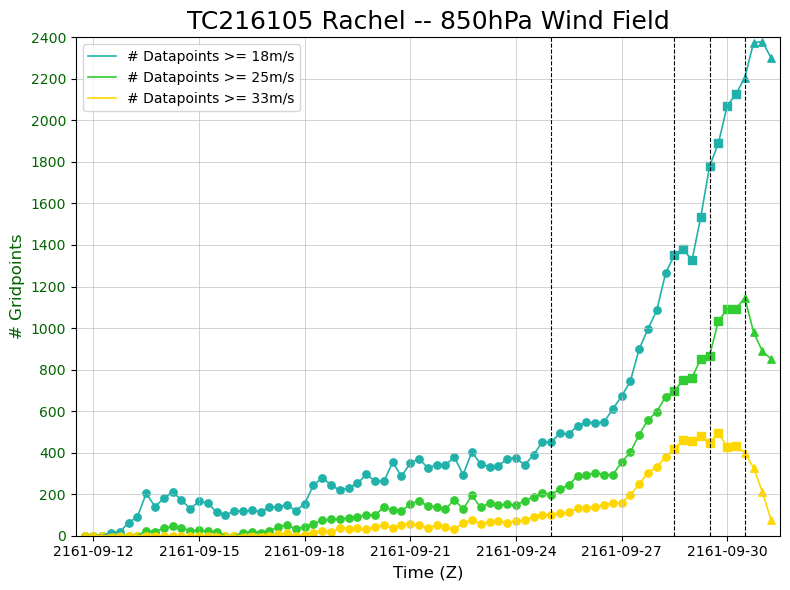 TC216105 Rachel -- 850hPa Wind Field
# Datapoints >= 18m/s
# Datapoints >= 25m/s
# Datapoints >= 33m/s
# Gridpoints
2400
2200
2000
1800
1600
1400
1200
1000
800
600
400
200
0
2161-09-12 2161-09-15 2161-09-18 2161-09-21 2161-09-24 2161-09-27 2161-09-30
Time (Z)